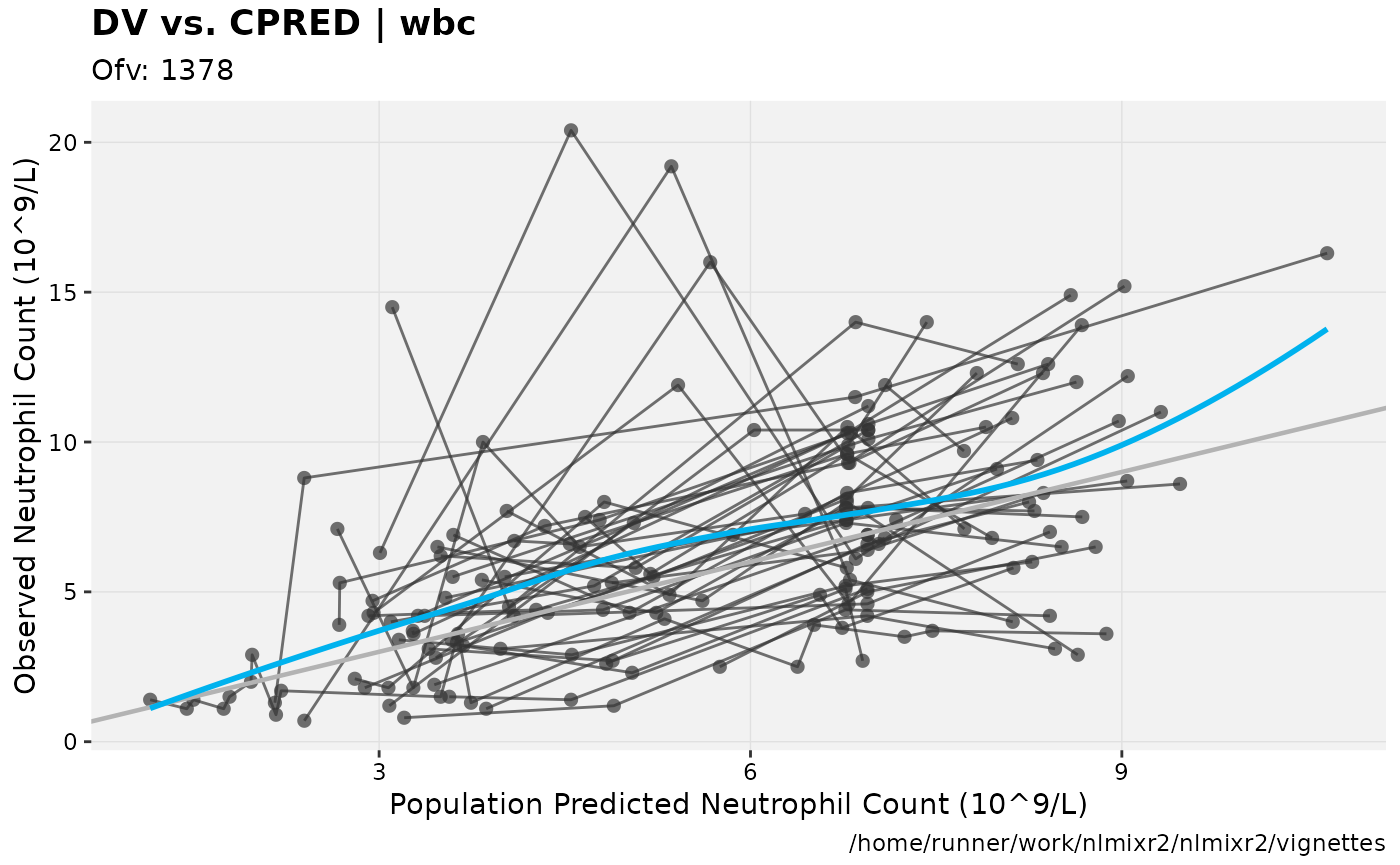 DV vs. CPRED | wbc
Ofv: 1378
Observed Neutrophil Count (10^9/L)
20
15
10
5
0
3 6 9
Population Predicted Neutrophil Count (10^9/L)
/home/runner/work/nlmixr2/nlmixr2/vignettes